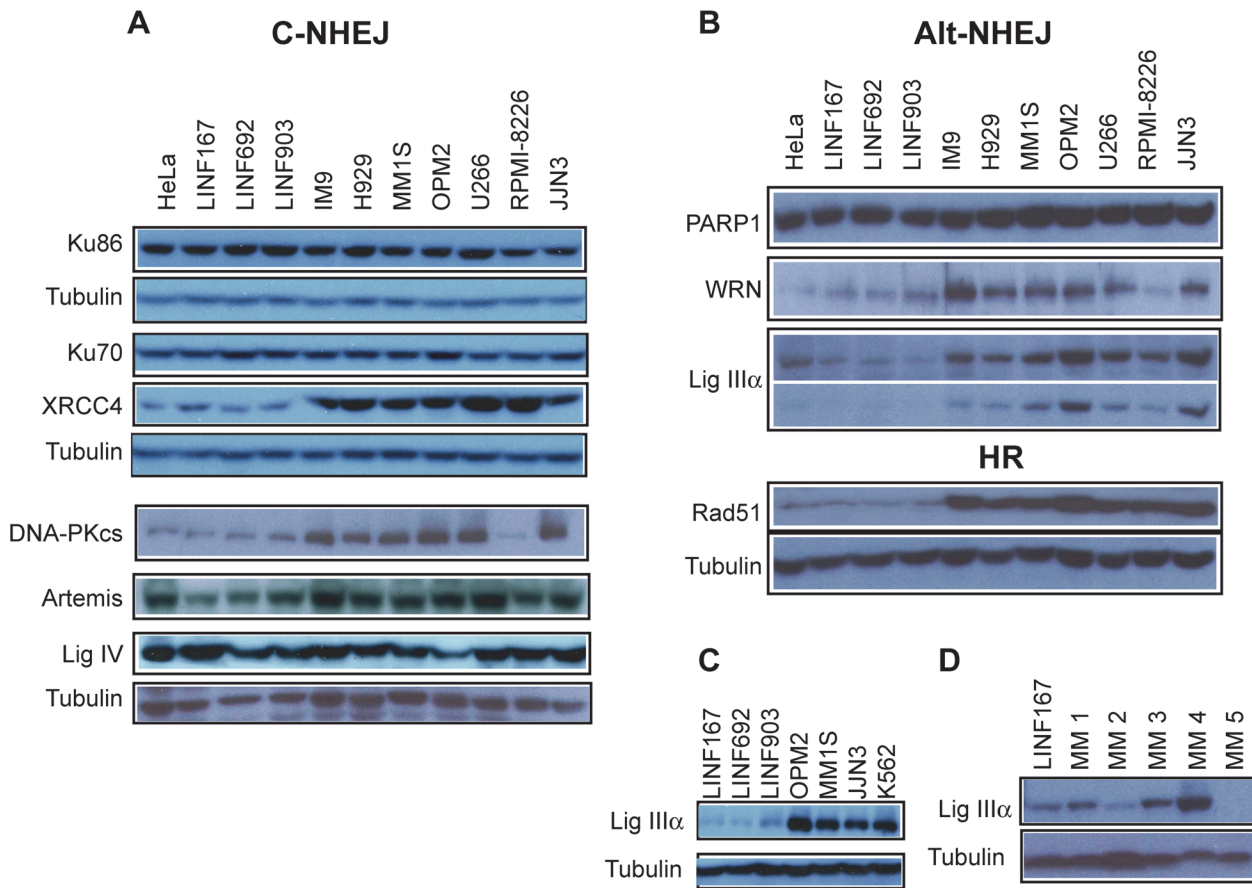 A
C-NHEJ
HeLa
LINF167
LINF692
LINF903
IM9
H929
MM1S
OPM2
U266
RPMI-8226
JJN3
Ku86
Tubulin
Ku70
XRCC4
Tubulin
DNA-PKcs
Artemis
Lig IV
Tubulin
B
Alt-NHEJ
HeLa
LINF167
LINF692
LINF903
IM9
H929
MM1S
OPM2
U266
RPMI-8226
JJN3
PARP1
WRN
Lig IIIα
HR
Rad51
Tubulin
C
LINF167
LINF692
LINF903
OPM2
MM1S
JJN3
K562
Lig IIIα
Tubulin
D
LINF167
MM 1
MM 2
MM 3
MM 4
MM 5
Lig IIIα
Tubulin